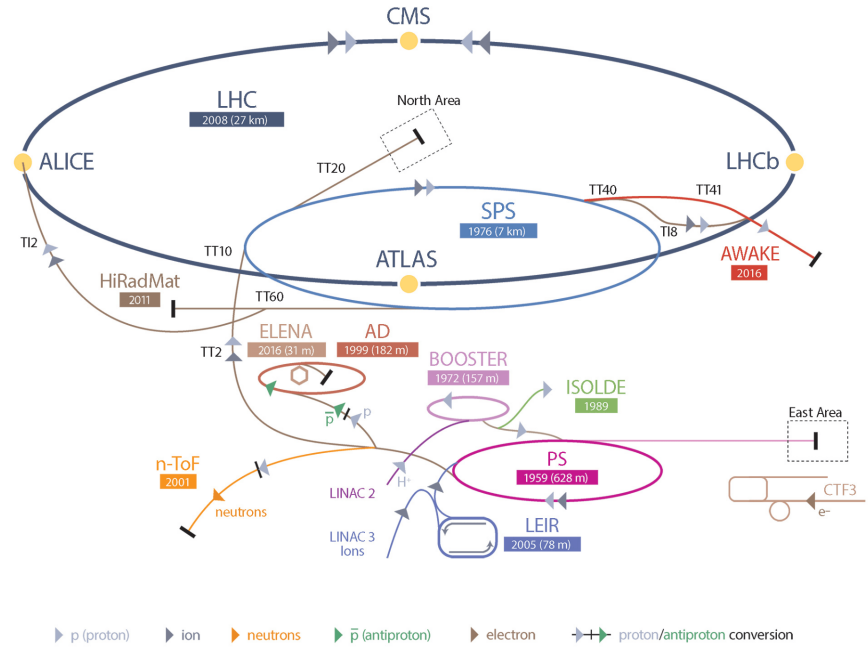 CMS
LHC
2008 (27 km)
North Area
ALICE
TT20
LHCb
TT40
TT41
SPS
1976 (7 km)
TI8
TT10
AWAKE
2016
TI2
ATLAS
HiRadMat
2011
TT60
ELENA
2016 (31 m)
AD
1999 (182 m)
TT2
BOOSTER
1972 (157 m)
ISOLDE
1989
p̅
p
East Area
n-ToF
2001
PS
1959 (628 m)
LINAC 2
H⁺
neutrons
CTF3
e-
LINAC 3
Ions
LEIR
2005 (78 m)
p (proton)
ion
neutrons
p̅ (antiproton)
electron
proton/antiproton conversion